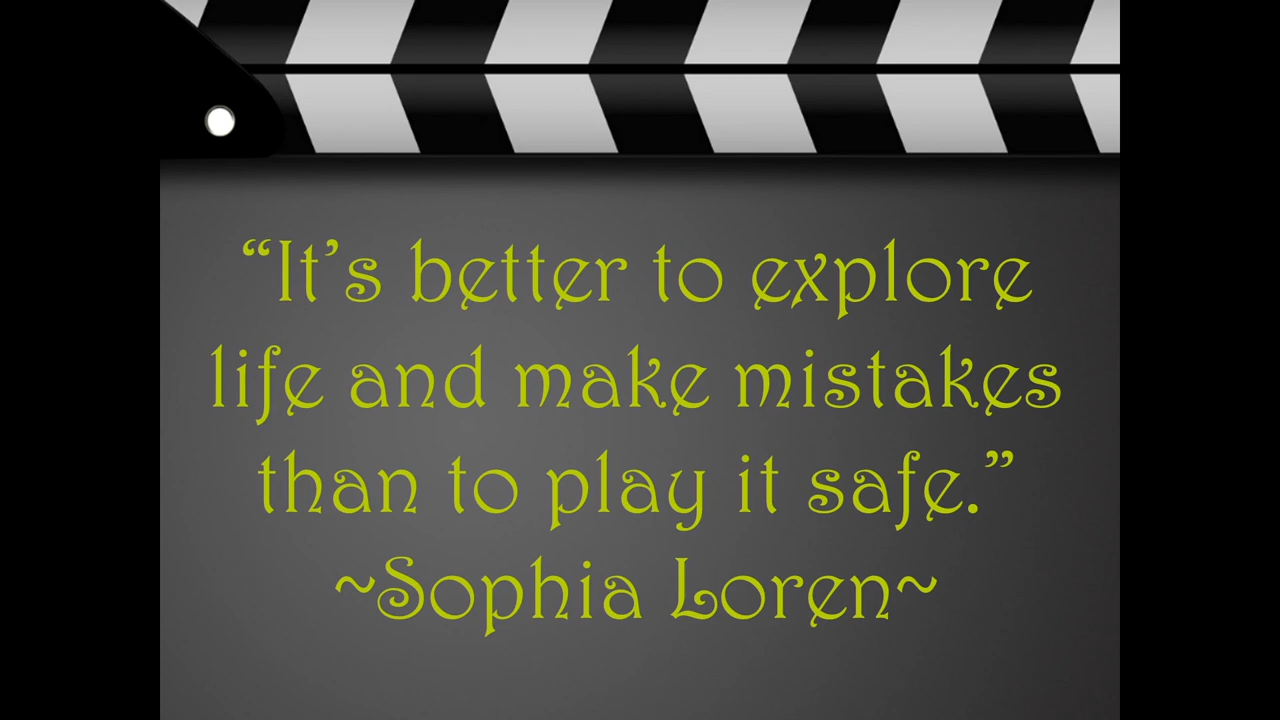 “It’s better to explore
life and make mistakes
than to play it safe.”
~Sophia Loren~